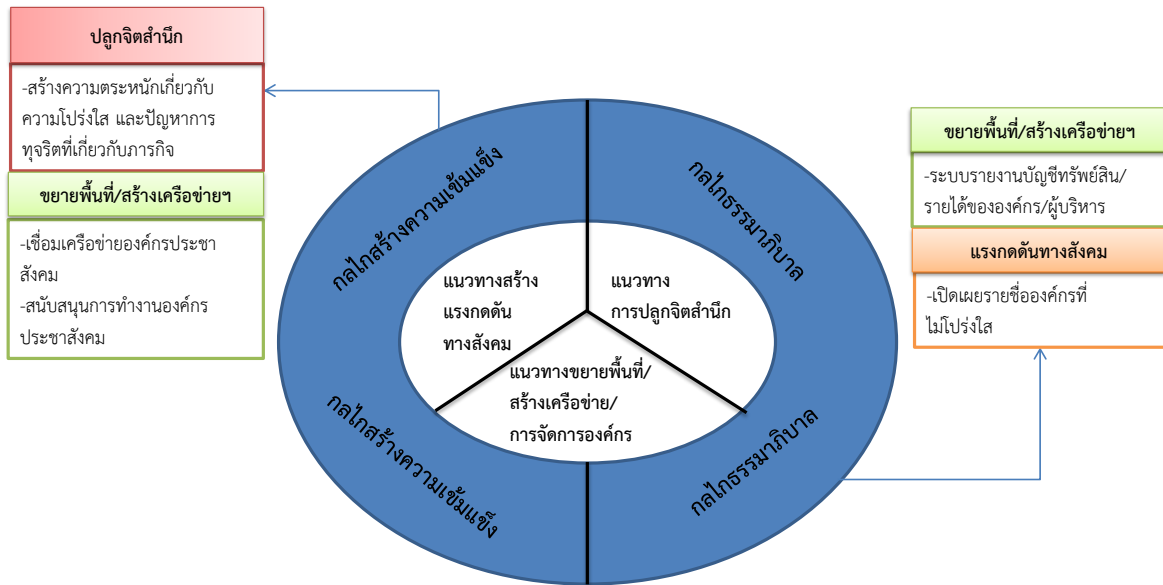 ปลูกจิตสำนึก
-สร้างความตระหนักเกี่ยวกับ
ความโปร่งใส และปัญหาการ
ทุจริตที่เกี่ยวกับภารกิจ
ขยายพื้นที่/สร้างเครือข่ายฯ
-เชื่อมเครือข่ายองค์กรประชา
สังคม
-สนับสนุนการทำงานองค์กร
ประชาสังคม
กลไกสร้างความเข้มแข็ง
กลไกธรรมาภิบาล
แนวทางสร้าง
แรงกดดัน
ทางสังคม
แนวทาง
การปลูกจิตสำนึก
แนวทางขยายพื้นที่/
สร้างเครือข่าย/
การจัดการองค์กร
กลไกสร้างความเข้มแข็ง
กลไกธรรมาภิบาล
ขยายพื้นที่/สร้างเครือข่ายฯ
-ระบบรายงานบัญชีทรัพย์สิน/
รายได้ขององค์กร/ผู้บริหาร
แรงกดดันทางสังคม
-เปิดเผยรายชื่อองค์กรที่
ไม่โปร่งใส